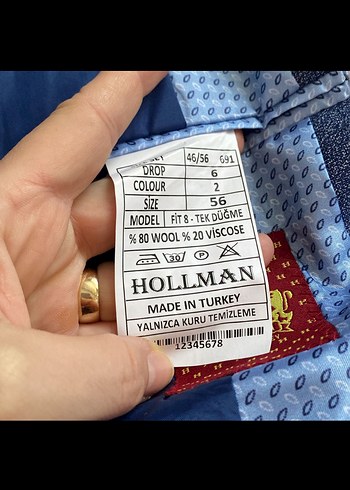 46/56 691
DROP 6
COLOUR 2
SIZE 56
MODEL FİT 8 - TEK DÜĞME
% 80 WOOL % 20 VİSCOSE
30 P
HOLLMAN
MADE IN TURKEY
YALNIZCA KURU TEMİZLEME
12345678